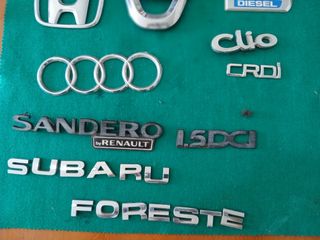 DIESEL
Clio
CRDi
SANDERO
by RENAULT
1.5DCI
SUBARU
FORESTE